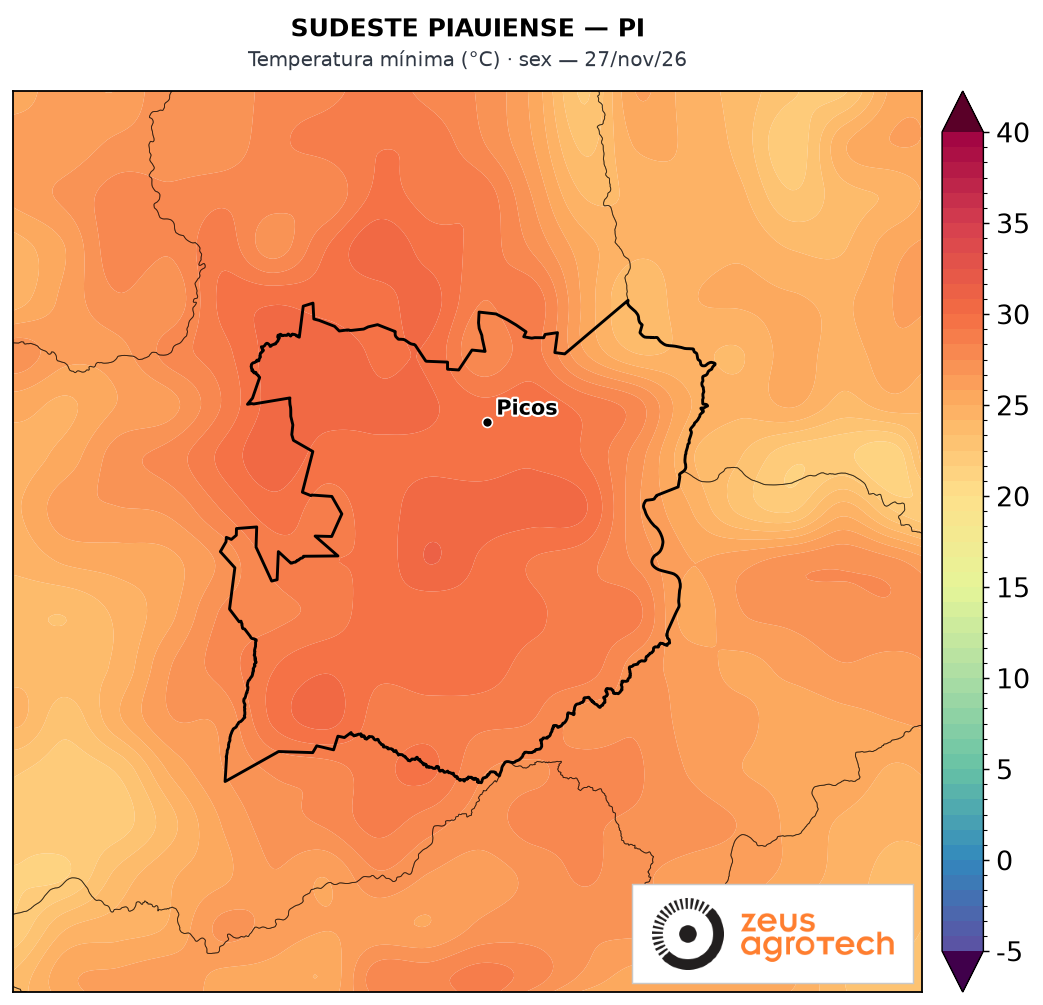 SUDESTE PIAUIENSE — PI
Temperatura mínima (°C) · sex — 27/nov/26
Picos
40
35
30
25
20
15
10
5
0
-5
zeus
agrotech